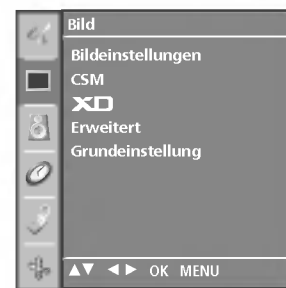 Bild
Bildeinstellungen
CSM
XD
Erweitert
Grundeinstellung
▲▼ ◄► OK MENU